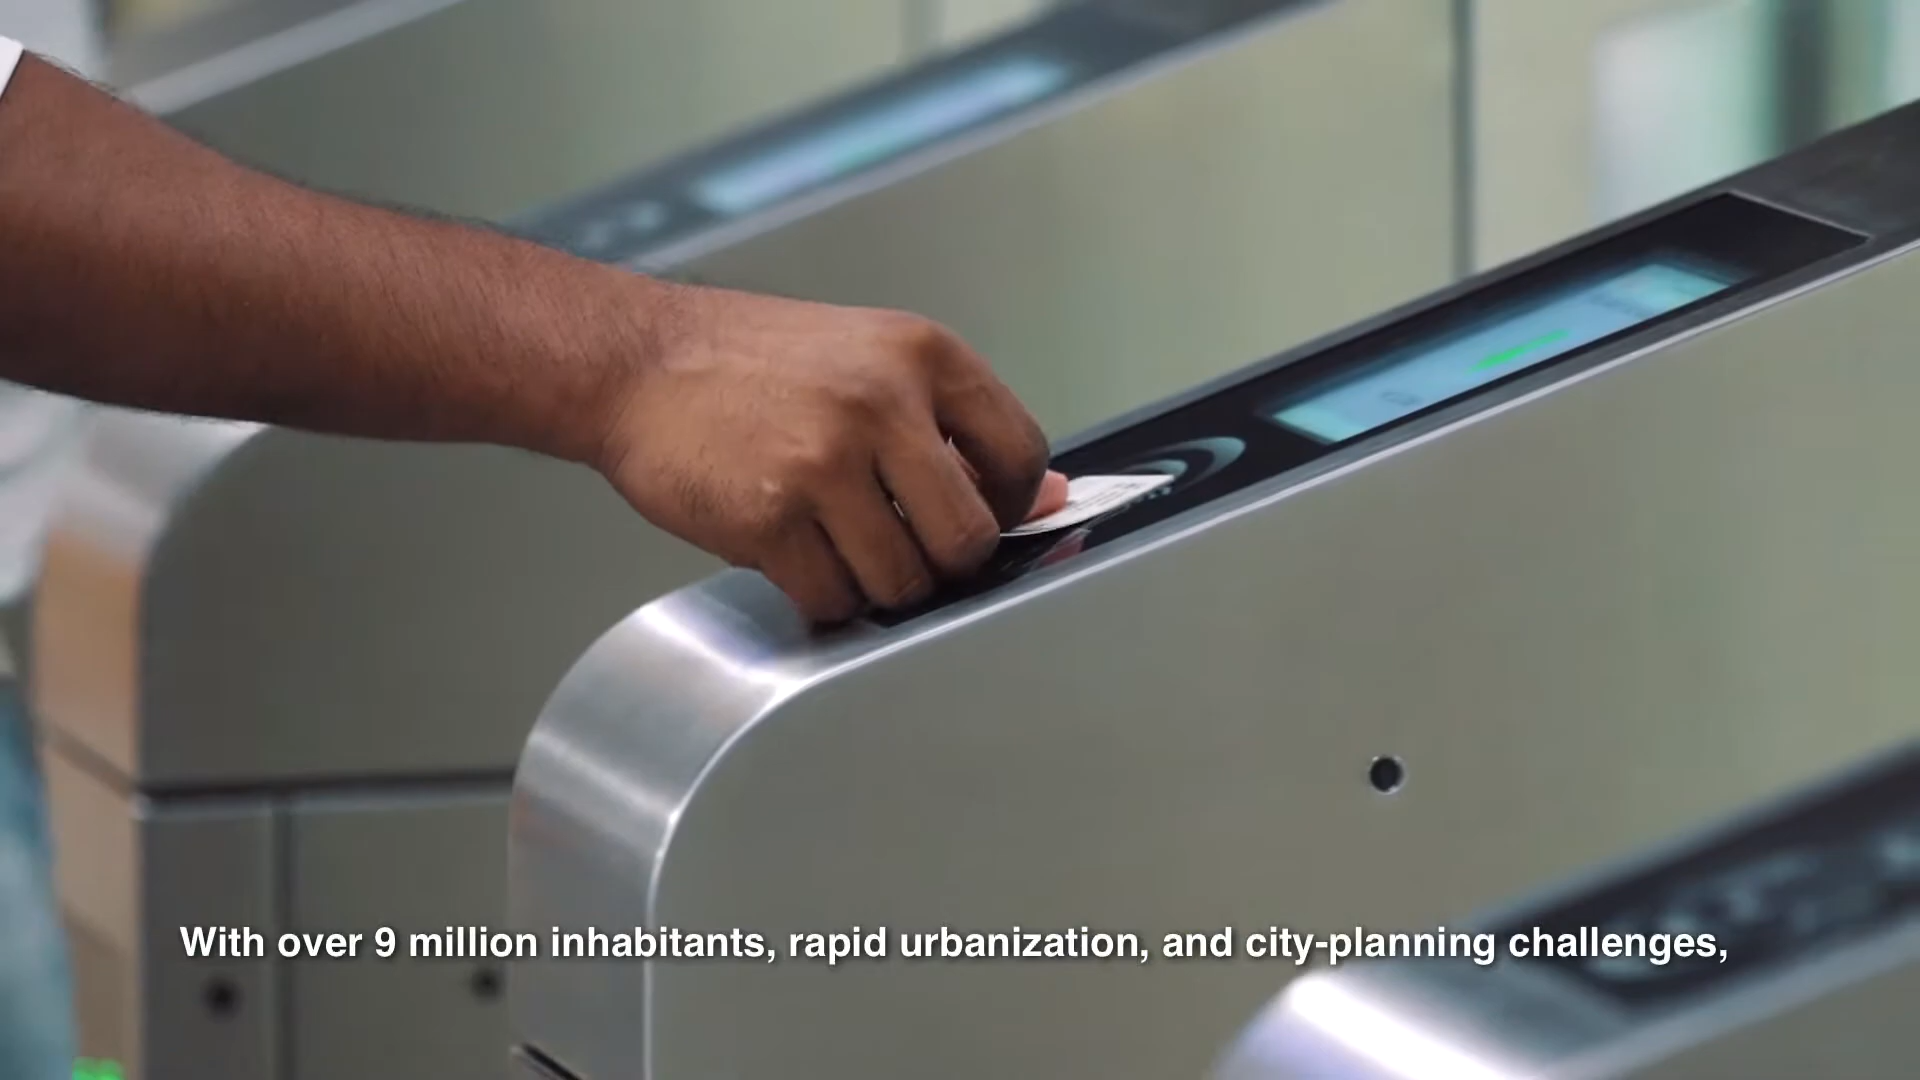 With over 9 million inhabitants, rapid urbanization, and city-planning challenges,